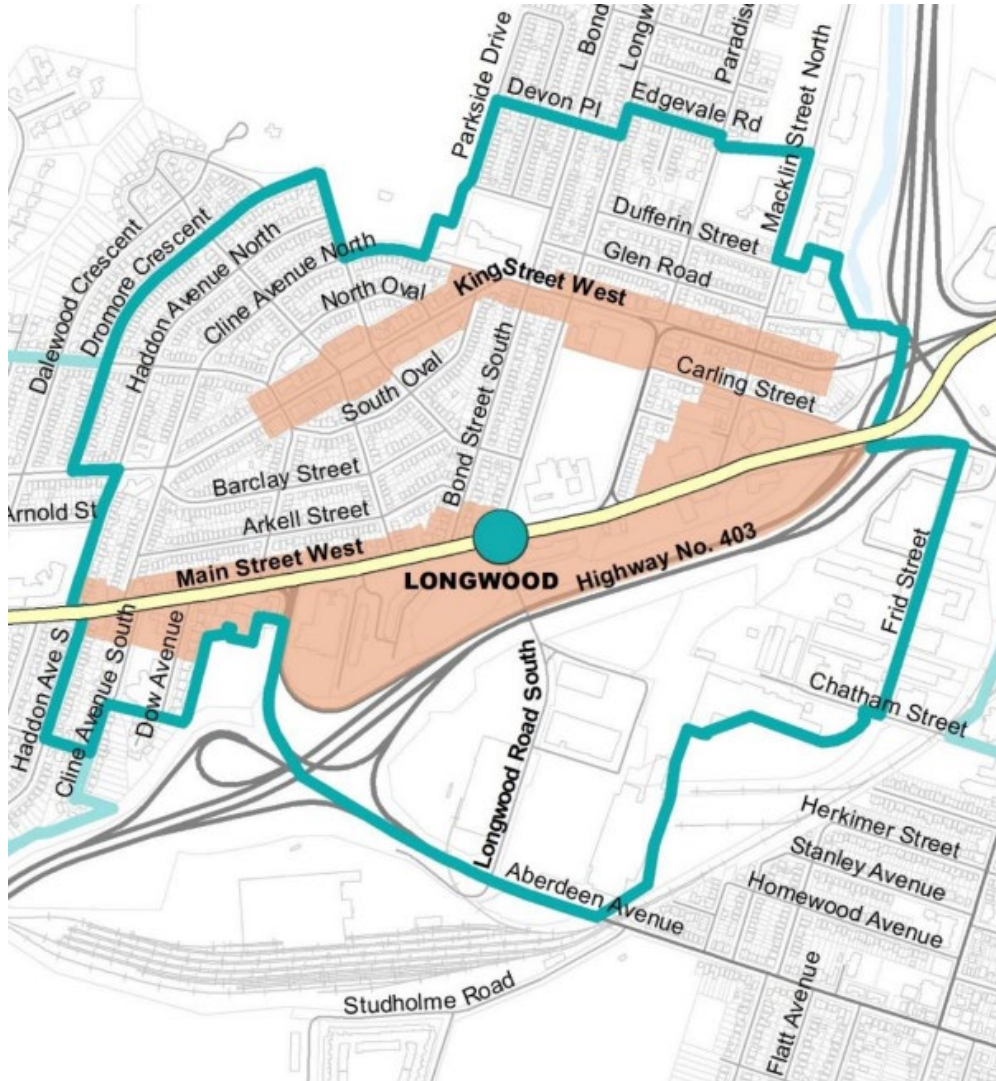 Parkside Drive
Bond
Longw
Paradis
Macklin Street North
Devon Pl
Edgevale Rd
Dalewood Crescent
Dromore Crescent
Haddon Avenue North
Cline Avenue North
North Oval
King Street West
Dufferin Street
Glen Road
South Oval
Bond Street South
Carling Street
Barclay Street
Arnold St
Arkell Street
Main Street West
LONGWOOD
Highway No. 403
Frid Street
Haddon Ave S
Cline Avenue South
Dow Avenue
Longwood Road South
Chatham Street
Herkimer Street
Stanley Avenue
Homewood Avenue
Aberdeen Avenue
Studholme Road
Flatt Avenue